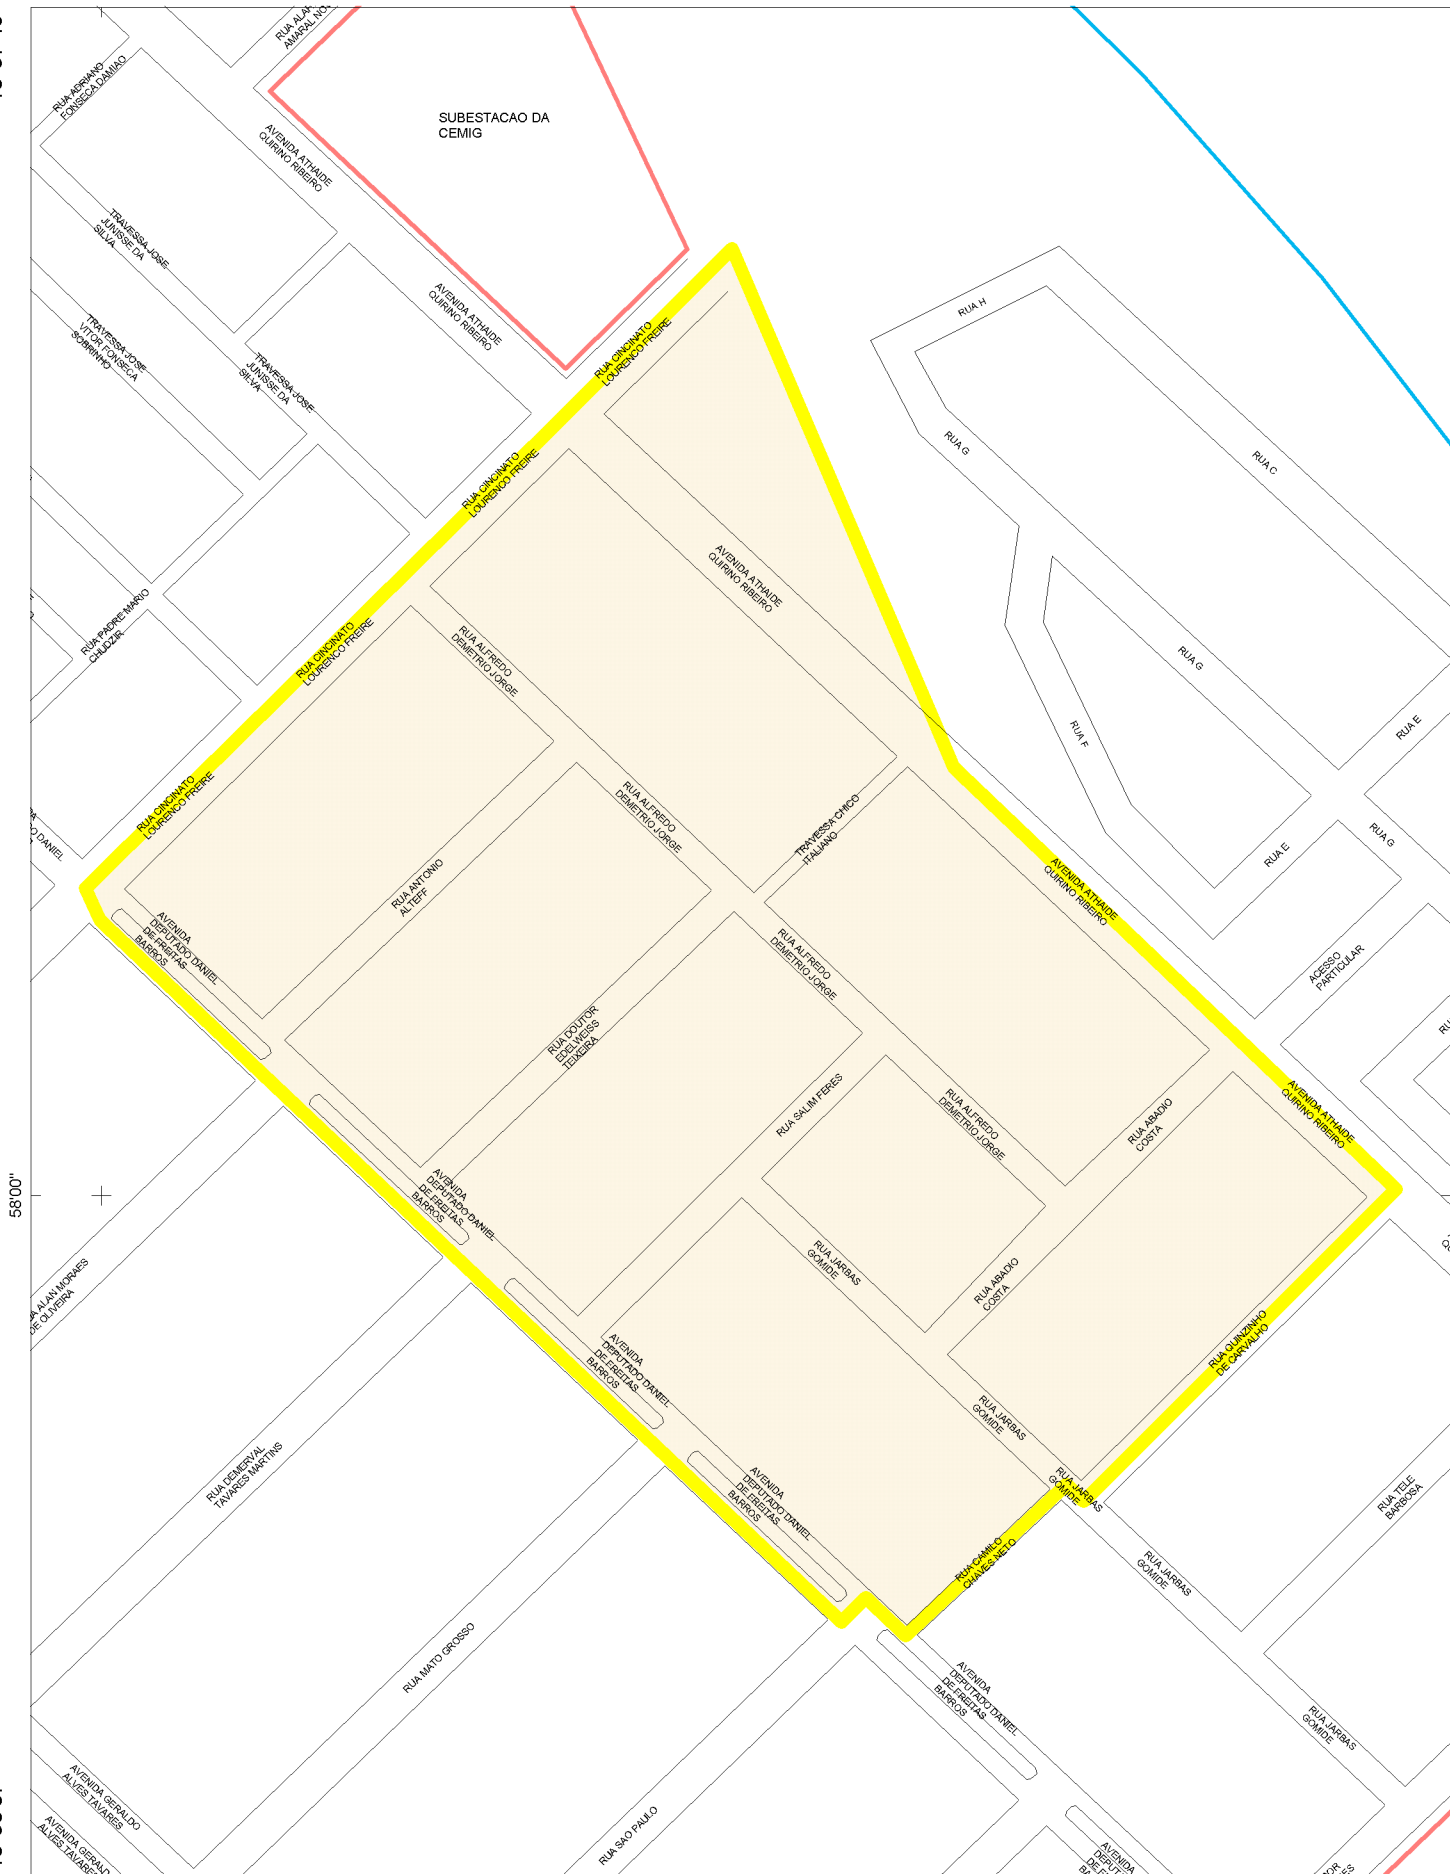 AMARAL NO
RUA ADRIANO
FONSECA DAMIAO
SUBESTACAO DA
CEMIG
AVENIDA ATHAIDE
QUIRINO RIBEIRO
TRAVESSA JOSE
JUNISSE DA
SILVA
AVENIDA ATHAIDE
QUIRINO RIBEIRO
RUA H
TRAVESSA JOSE
VITOR FONSECA
SOBRINHO
RUA CINCINATO
LOURENCO FREIRE
TRAVESSA JOSE
JUNISSE DA
SILVA
RUA G
RUA C
RUA CINCINATO
LOURENCO FREIRE
AVENIDA ATHAIDE
QUIRINO RIBEIRO
RUA PADRE MARIO
CHUDZIR
RUA CINCINATO
LOURENCO FREIRE
RUA ALFREDO
DEMETRIO JORGE
RUA G
RUA F
RUA E
RUA CINCINATO
LOURENCO FREIRE
RUA ALFREDO
DEMETRIO JORGE
TRAVESSA CHICO
ITALIANO
RUA G
RUA E
DO DANIEL
RUA ANTONIO
ALTEFF
AVENIDA ATHAIDE
QUIRINO RIBEIRO
AVENIDA
DEPUTADO DANIEL
DE FREITAS
BARROS
RUA ALFREDO
DEMETRIO JORGE
ACESSO
PARTICULAR
RUA DOUTOR
EDELWEISS
TEIXEIRA
RUA SALIM FERES
RUA ALFREDO
DEMETRIO JORGE
RUA ABADIO
COSTA
AVENIDA ATHAIDE
QUIRINO RIBEIRO
58'00"
AVENIDA
DEPUTADO DANIEL
DE FREITAS
BARROS
RUA JARBAS
GOMIDE
RUA ABADIO
COSTA
RUA ALAN MORAES
DE OLIVEIRA
RUA QUINZINHO
DE CARVALHO
AVENIDA
DEPUTADO DANIEL
DE FREITAS
BARROS
RUA JARBAS
GOMIDE
RUA DEMERVAL
TAVARES MARTINS
AVENIDA
DEPUTADO DANIEL
DE FREITAS
BARROS
RUA JARBAS
GOMIDE
RUA TELE
BARBOSA
RUA CAMILO
CHAVES NETO
RUA JARBAS
GOMIDE
RUA MATO GROSSO
AVENIDA
DEPUTADO DANIEL
DE FREITAS
BARROS
RUA JARBAS
GOMIDE
AVENIDA GERALDO
ALVES TAVARES
AVENIDA GERALD
ALVES TAVARE
RUA SAO PAULO
AVENIDA